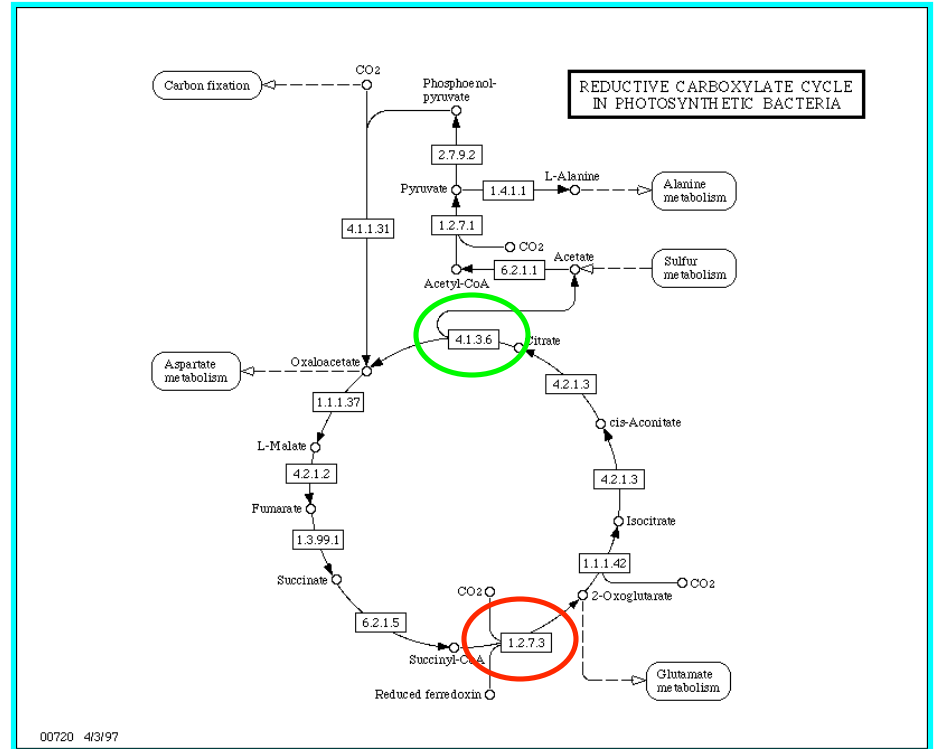 REDUCTIVE CARBOXYLATE CYCLE
IN PHOTOSYNTHETIC BACTERIA
CO2
Carbon fixation
Phosphoenol-
pyruvate
2.7.9.2
L-Alanine
Pyruvate
1.4.1.1
Alanine
metabolism
4.1.1.31
1.2.7.1
CO2
Acetate
6.2.1.1
Sulfur
metabolism
Acetyl-CoA
4.1.3.6
Citrate
Oxaloacetate
Aspartate
metabolism
4.2.1.3
1.1.1.37
cis-Aconitate
L-Malate
4.2.1.2
4.2.1.3
Fumarate
Isocitrate
1.3.99.1
1.1.1.42
Succinate
CO2
CO2
2-Oxoglutarate
6.2.1.5
1.2.7.3
Succinyl-CoA
Glutamate
metabolism
Reduced ferredoxin
00720 4/3/97